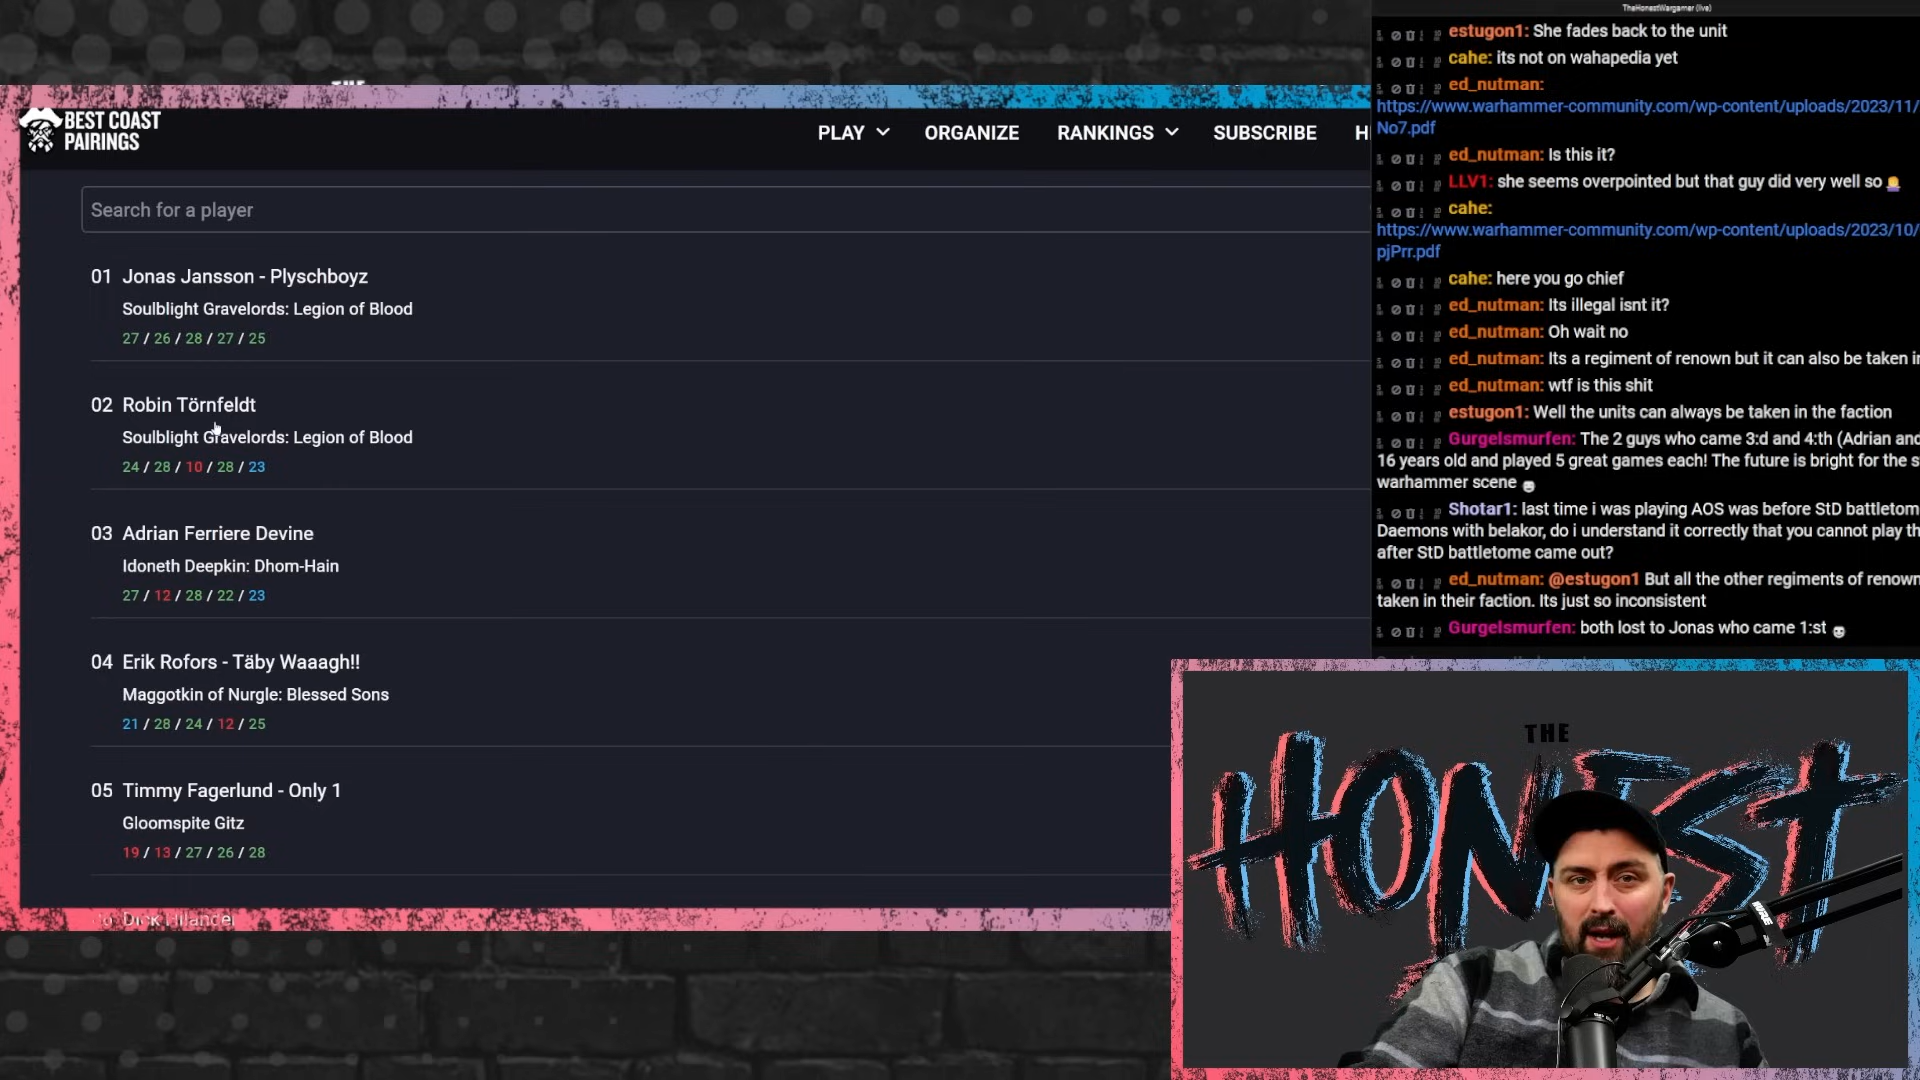 THE
BEST COAST
PAIRINGS
PLAY
ORGANIZE
RANKINGS
SUBSCRIBE
Search for a player
01 Jonas Jansson - Plyschboyz
Soulblight Gravelords: Legion of Blood
27 / 26 / 28 / 27 / 25
02 Robin Törnfeldt
Soulblight Gravelords: Legion of Blood
24 / 28 / 10 / 28 / 23
03 Adrian Ferriere Devine
Idoneth Deepkin: Dhom-Hain
27 / 12 / 28 / 22 / 23
04 Erik Rofors - Täby Waaagh!!
Maggotkin of Nurgle: Blessed Sons
21 / 28 / 24 / 12 / 25
05 Timmy Fagerlund - Only 1
Gloomspite Gitz
19 / 13 / 27 / 26 / 28
TheHonestWargamer (live)
estugon1: She fades back to the unit
cahe: its not on wahapedia yet
ed_nutman:
https://www.warhammer-community.com/wp-content/uploads/2023/11/
No7.pdf
ed_nutman: Is this it?
LLV1: she seems overpointed but that guy did very well so
cahe:
https://www.warhammer-community.com/wp-content/uploads/2023/10/
pjPrr.pdf
cahe: here you go chief
ed_nutman: Its illegal isnt it?
ed_nutman: Oh wait no
ed_nutman: Its a regiment of renown but it can also be taken in
ed_nutman: wtf is this shit
estugon1: Well the units can always be taken in the faction
Gurgelsmurfen: The 2 guys who came 3:d and 4:th (Adrian and
16 years old and played 5 great games each! The future is bright for the s
warhammer scene
Shotar1: last time i was playing AOS was before StD battletom
Daemons with belakor, do i understand it correctly that you cannot play th
after StD battletome came out?
ed_nutman: @estugon1 But all the other regiments of renown
taken in their faction. Its just so inconsistent
Gurgelsmurfen: both lost to Jonas who came 1:st
THE
HONEST